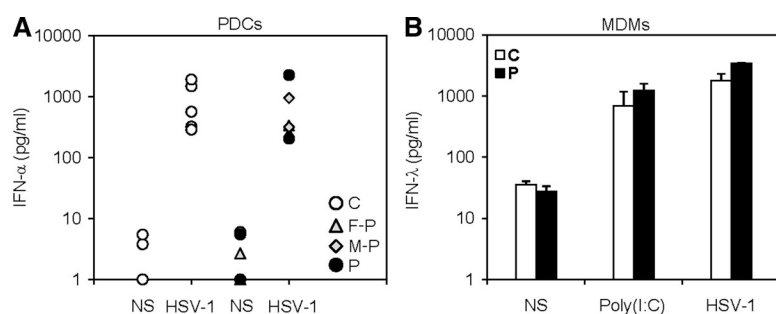 A
PDCs
IFN-α (pg/ml)
10000
1000
100
10
1
C
F-P
M-P
P
NS HSV-1 NS HSV-1
B
MDMs
IFN-λ (pg/ml)
10000
1000
100
10
1
C
P
NS Poly(I:C) HSV-1